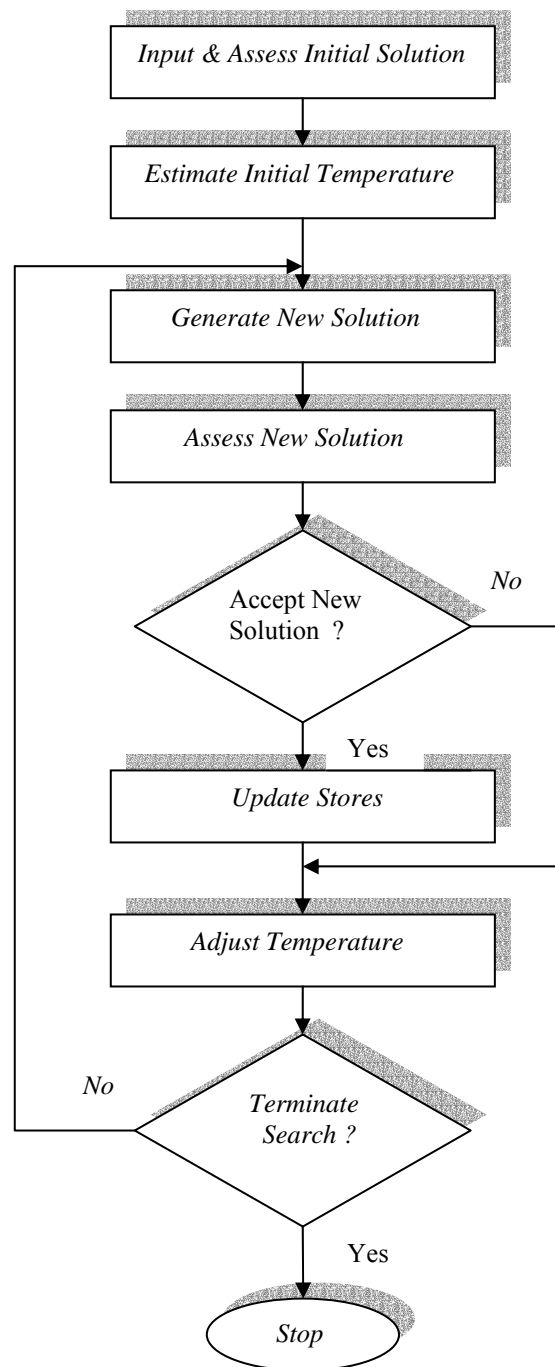 Input & Assess Initial Solution
Estimate Initial Temperature
Generate New Solution
Assess New Solution
Accept New
Solution ?
No
Yes
Update Stores
Adjust Temperature
Terminate
Search ?
No
Yes
Stop